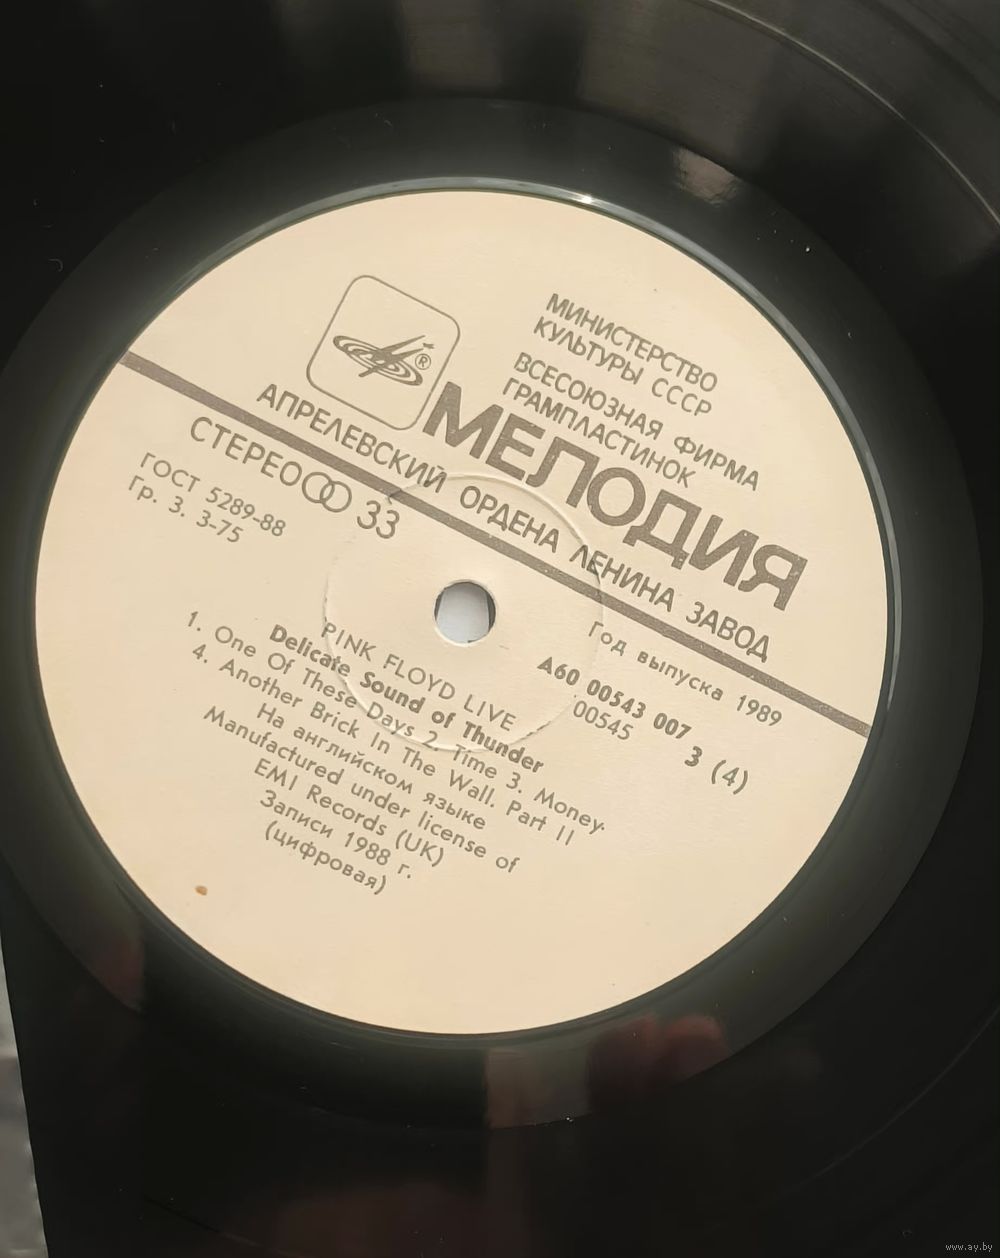 МИНИСТЕРСТВО
КУЛЬТУРЫ СССР
ВСЕСОЮЗНАЯ ФИРМА
ГРАМПЛАСТИНОК
®
МЕЛОДИЯ
АПРЕЛЕВСКИЙ ОРДЕНА ЛЕНИНА ЗАВОД
СТЕРЕО 33
ГОСТ 5289-88
Гр. 3. 3-75
Год выпуска 1989
А60 00543 007
00545
3 (4)
PINK FLOYD LIVE
Delicate Sound of Thunder
1. One Of These Days 2. Time 3. Money.
4. Another Brick In The Wall. Part II
На английском языке
Manufactured under license of
EMI Records (UK)
Записи 1988 г.
(цифровая)
www.ay.by